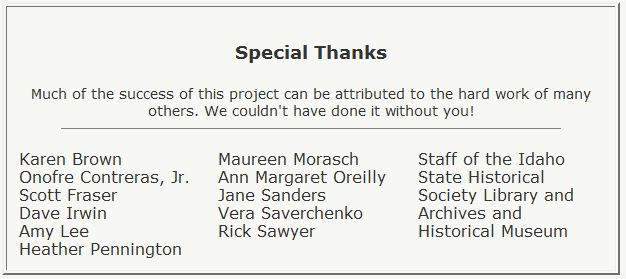 Special Thanks
Much of the success of this project can be attributed to the hard work of many
others. We couldn't have done it without you!
Karen Brown
Onofre Contreras, Jr.
Scott Fraser
Dave Irwin
Amy Lee
Heather Pennington
Maureen Morasch
Ann Margaret Oreilly
Jane Sanders
Vera Saverchenko
Rick Sawyer
Staff of the Idaho
State Historical
Society Library and
Archives and
Historical Museum